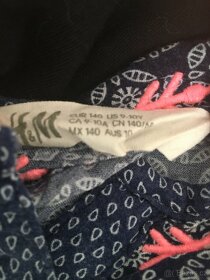 H&M
EUR 140 US 9-10Y
CA 9-10A CN 140/
MX 140 AUS 10